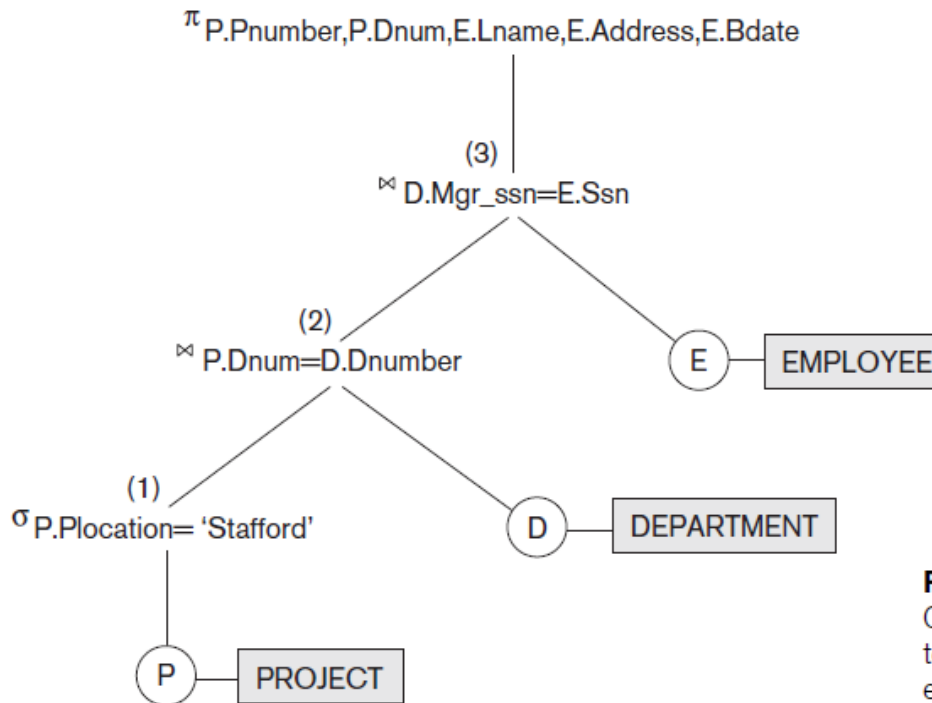 π P.Pnumber,P.Dnum,E.Lname,E.Address,E.Bdate
(3)
⋈ D.Mgr_ssn=E.Ssn
(2)
⋈ P.Dnum=D.Dnumber
E
EMPLOYEE
(1)
σ P.Plocation= ‘Stafford’
D
DEPARTMENT
P
PROJECT